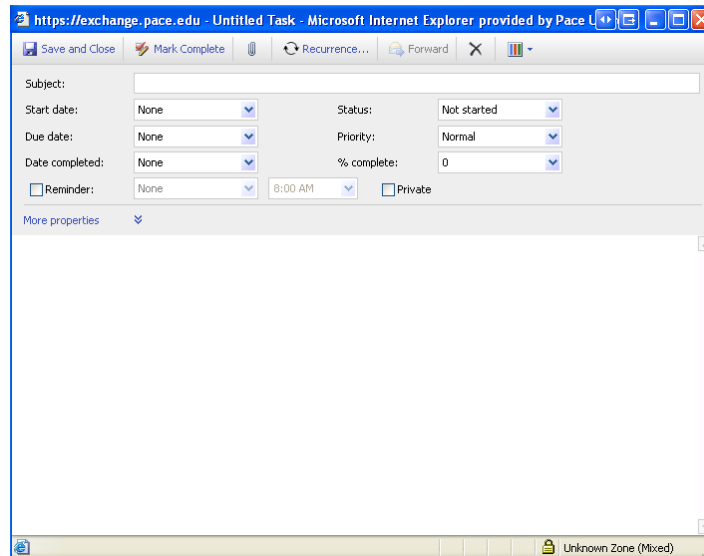 https://exchange.pace.edu - Untitled Task - Microsoft Internet Explorer provided by Pace
Save and Close Mark Complete Recurrence... Forward
Subject:
Start date: None Status: Not started
Due date: None Priority: Normal
Date completed: None % complete: 0
Reminder: None 8:00 AM Private
More properties
Unknown Zone (Mixed)